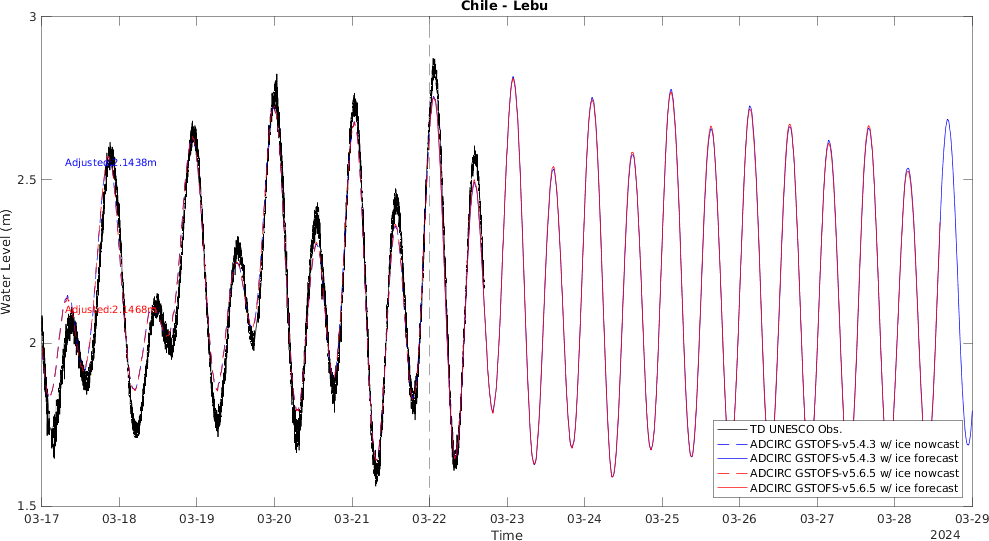 Chile - Lebu
3
2.5
2
1.5
Water Level (m)
Adjusted:2.1438m
Adjusted:2.1468m
TD UNESCO Obs.
ADCIRC GSTOFS-v5.4.3 w/ ice nowcast
ADCIRC GSTOFS-v5.4.3 w/ ice forecast
ADCIRC GSTOFS-v5.6.5 w/ ice nowcast
ADCIRC GSTOFS-v5.6.5 w/ ice forecast
03-17 03-18 03-19 03-20 03-21 03-22 03-23 03-24 03-25 03-26 03-27 03-28 03-29
Time
2024